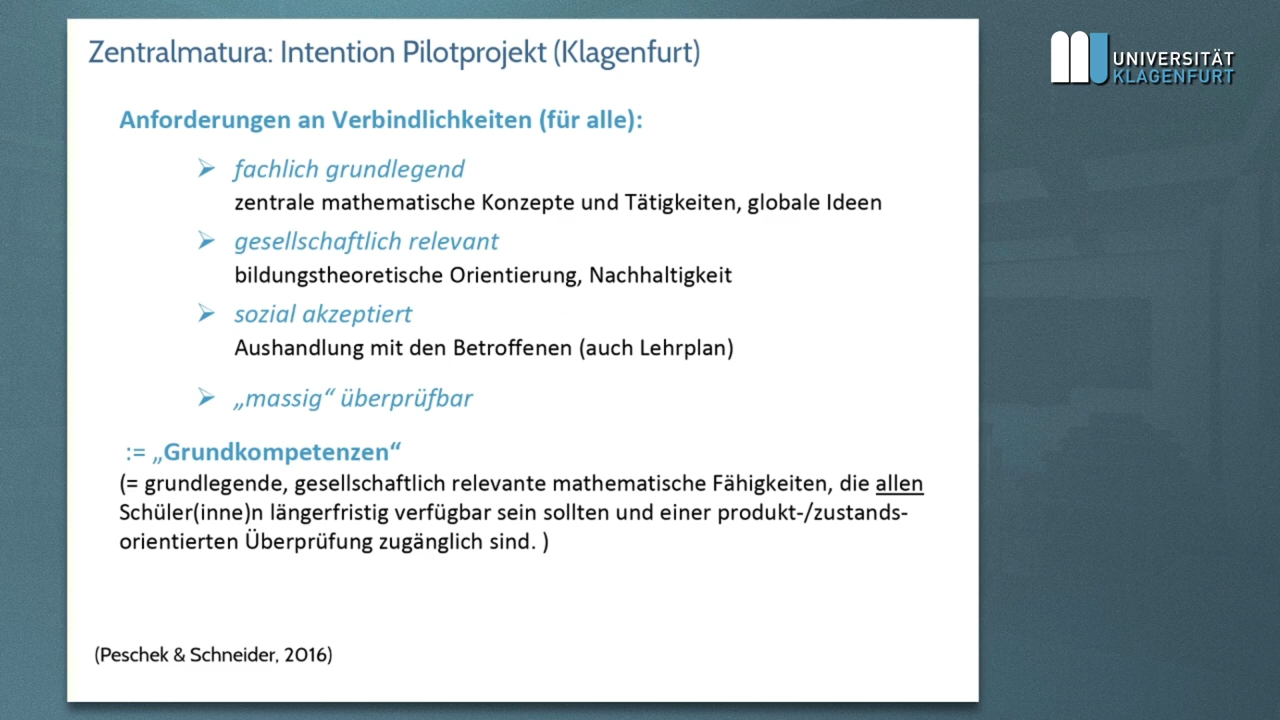 Zentralmatura: Intention Pilotprojekt (Klagenfurt)
UNIVERSITÄT
KLAGENFURT
Anforderungen an Verbindlichkeiten (für alle):
fachlich grundlegend
zentrale mathematische Konzepte und Tätigkeiten, globale Ideen
gesellschaftlich relevant
bildungstheoretische Orientierung, Nachhaltigkeit
sozial akzeptiert
Aushandlung mit den Betroffenen (auch Lehrplan)
„massig“ überprüfbar
:= „Grundkompetenzen“
(= grundlegende, gesellschaftlich relevante mathematische Fähigkeiten, die allen
Schüler(inne)n längerfristig verfügbar sein sollten und einer produkt-/zustands-
orientierten Überprüfung zugänglich sind. )
(Peschek & Schneider, 2016)